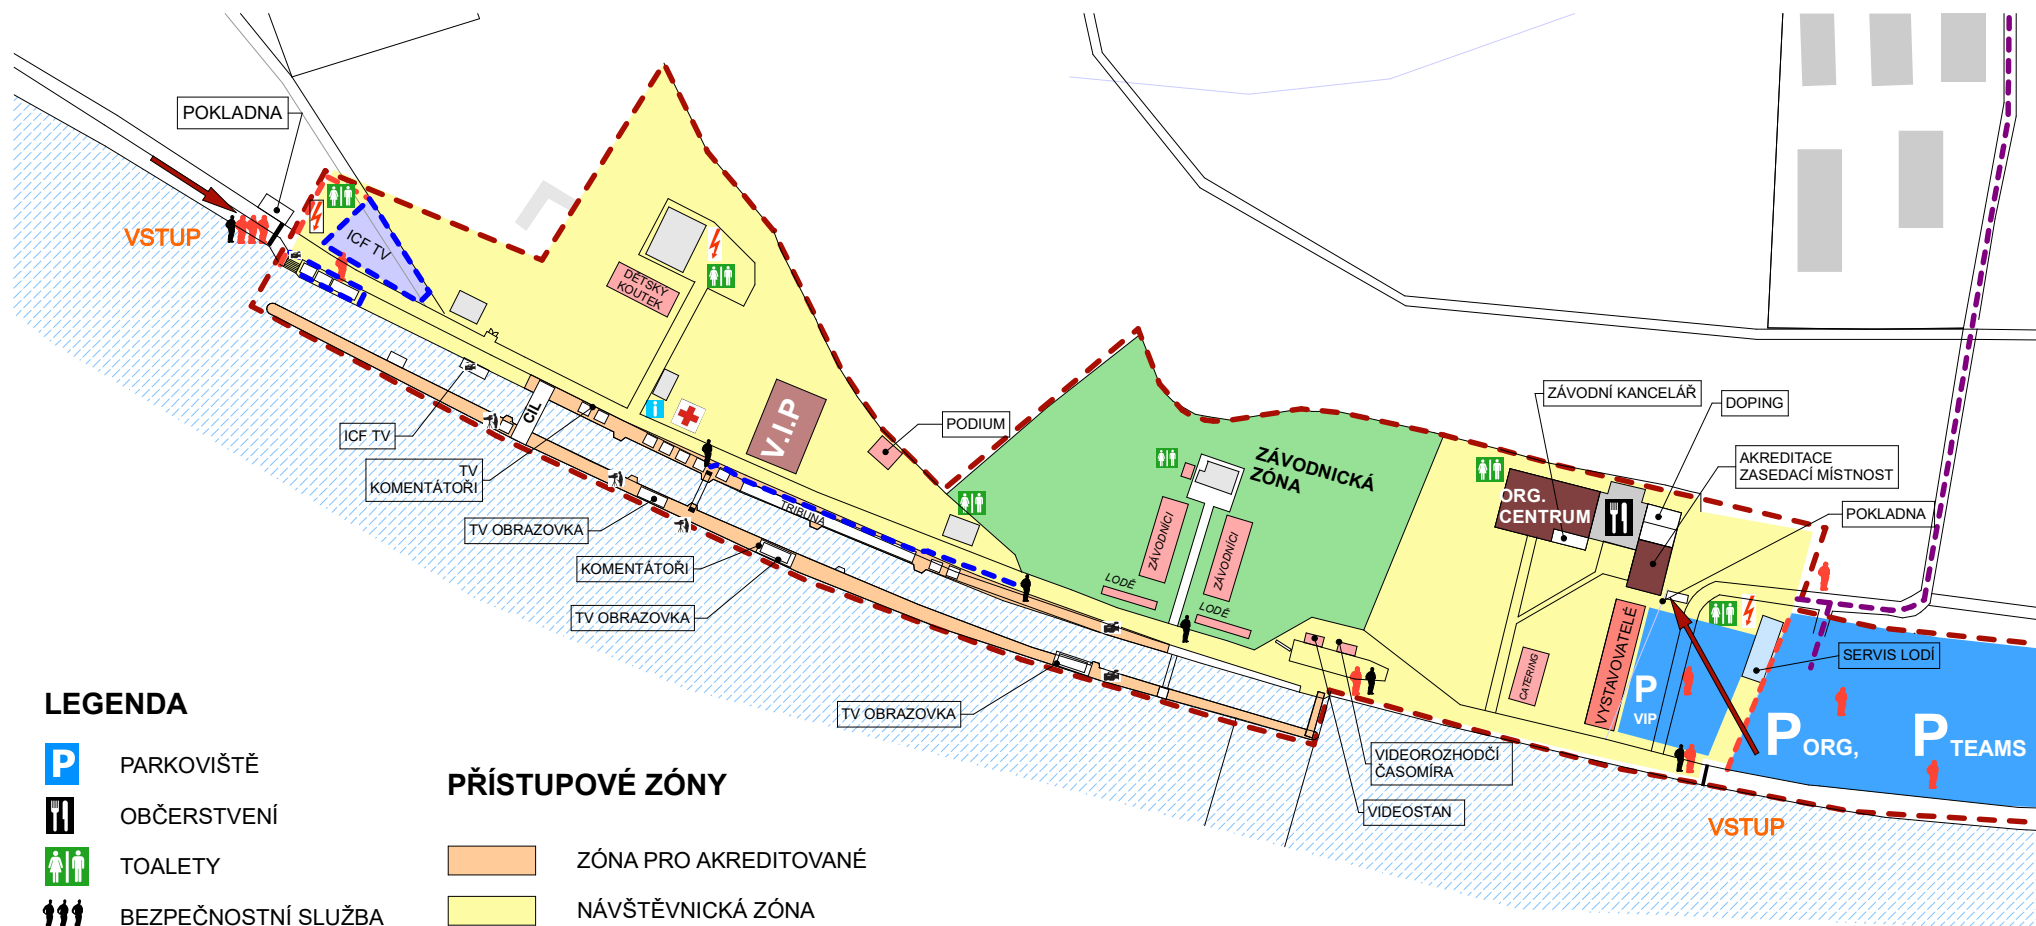 POKLADNA
VSTUP
ICF TV
DĚTSKÝ
KOUTEK
CÍL
ICF TV
TV
KOMENTÁTOŘI
V.I.P
PODIUM
TV OBRAZOVKA
TRIBUNA
KOMENTÁTOŘI
TV OBRAZOVKA
TV OBRAZOVKA
ZÁVODNICKÁ
ZÓNA
ZÁVODNÍCI
ZÁVODNÍCI
LODĚ
LODĚ
ZÁVODNÍ KANCELÁŘ
DOPING
AKREDITACE
ZASEDACÍ MÍSTNOST
POKLADNA
ORG.
CENTRUM
VYSTAVOVATELÉ
CATERING
P
VIP
SERVIS LODÍ
P ORG,
P TEAMS
VIDEOROZHODČÍ
ČASOMÍRA
VIDEOSTAN
VSTUP
LEGENDA
P PARKOVIŠTĚ
OBČERSTVENÍ
TOALETY
BEZPEČNOSTNÍ SLUŽBA
PŘÍSTUPOVÉ ZÓNY
ZÓNA PRO AKREDITOVANÉ
NÁVŠTĚVNICKÁ ZÓNA